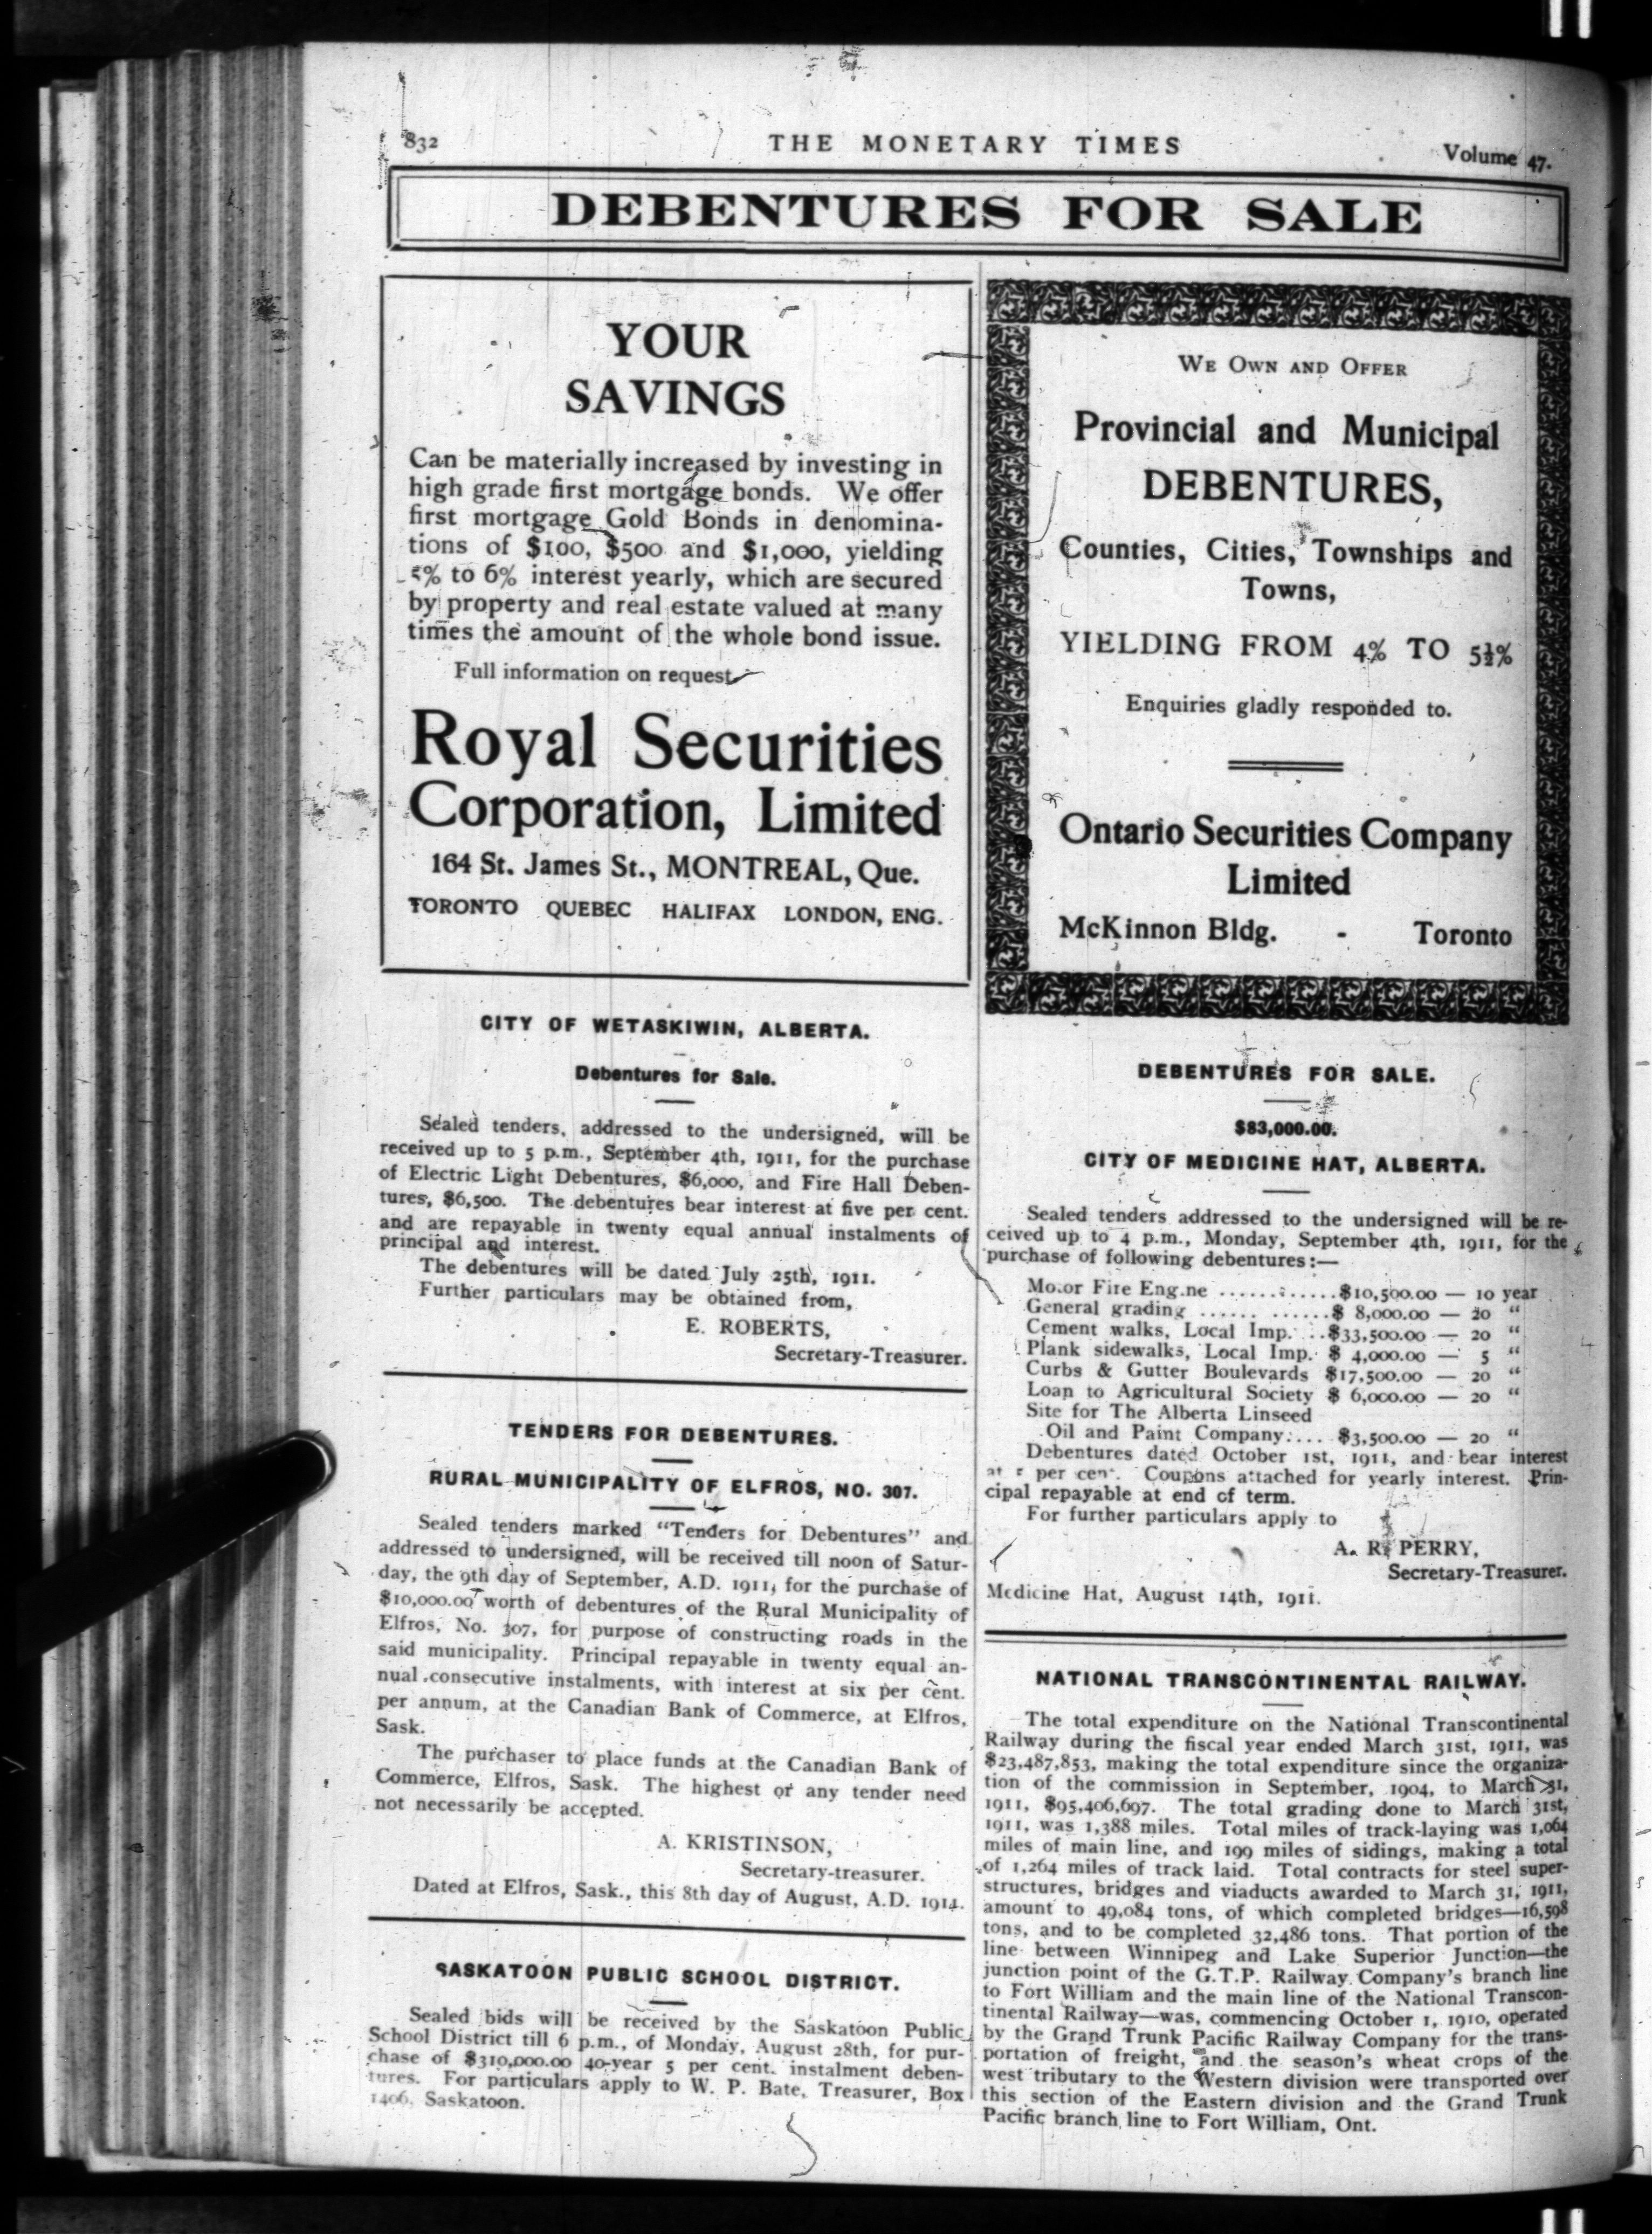 832
THE MONETARY TIMES
Volume 47.
DEBENTURES FOR SALE
YOUR
SAVINGS
Can be materially increased by investing in
high grade first mortgage bonds. We offer
first mortgage Gold Bonds in denomina-
tions of $100, $500 and $1,000, yielding
5% to 6% interest yearly, which are secured
by property and real estate valued at many
times the amount of the whole bond issue.
Full information on request
Royal Securities
Corporation, Limited
164 St. James St., MONTREAL, Que.
TORONTO QUEBEC HALIFAX LONDON, ENG.
CITY OF WETASKIWIN, ALBERTA.
Debentures for Sale.
Sealed tenders, addressed to the undersigned, will be
received up to 5 p.m., September 4th, 1911, for the purchase
of Electric Light Debentures, $6,000, and Fire Hall Deben-
tures, $6,500. The debentures bear interest at five per cent.
and are repayable in twenty equal annual instalments of
principal and interest.
The debentures will be dated July 25th, 1911.
Further particulars may be obtained from,
E. ROBERTS,
Secretary-Treasurer.
TENDERS FOR DEBENTURES.
RURAL MUNICIPALITY OF ELFROS, NO. 307.
Sealed tenders marked "Tenders for Debentures" and
addressed to undersigned, will be received till noon of Satur-
day, the 9th day of September, A.D. 1911, for the purchase of
$10,000.00 worth of debentures of the Rural Municipality of
Elfros, No. 307, for purpose of constructing roads in the
said municipality. Principal repayable in twenty equal an-
nual consecutive instalments, with interest at six per cent.
per annum, at the Canadian Bank of Commerce, at Elfros,
Sask.
The purchaser to place funds at the Canadian Bank of
Commerce, Elfros, Sask. The highest or any tender need
not necessarily be accepted.
A. KRISTINSON,
Secretary-treasurer.
Dated at Elfros, Sask., this 8th day of August, A.D. 1914.
SASKATOON PUBLIC SCHOOL DISTRICT.
Sealed bids will be received by the Saskatoon Public
School District till 6 p.m., of Monday, August 28th, for pur-
chase of $310,000.00 40-year 5 per cent. instalment deben-
tures. For particulars apply to W. P. Bate, Treasurer, Box
1406, Saskatoon.
WE OWN AND OFFER
Provincial and Municipal
DEBENTURES,
Counties, Cities, Townships and
Towns,
YIELDING FROM 4% TO 5½%
Enquiries gladly responded to.
Ontario Securities Company
Limited
McKinnon Bldg. - Toronto
DEBENTURES FOR SALE.
$83,000.00.
CITY OF MEDICINE HAT, ALBERTA.
Sealed tenders addressed to the undersigned will be re-
ceived up to 4 p.m., Monday, September 4th, 1911, for the
purchase of following debentures:—
Motor Fire Engine ............$10,500.00 — 10 year
General grading ...... .......$ 8,000.00 — 20 "
Cement walks, Local Imp. ...$33,500.00 — 20 "
Plank sidewalks, Local Imp. $ 4,000.00 — 5 "
Curbs & Gutter Boulevards $17,500.00 — 20 "
Loan to Agricultural Society $ 6,000.00 — 20 "
Site for The Alberta Linseed
Oil and Paint Company.... $3,500.00 — 20 "
Debentures dated October 1st, 1911, and bear interest
at 5 per cent. Coupons attached for yearly interest. Prin-
cipal repayable at end of term.
For further particulars apply to
A. R. PERRY,
Secretary-Treasurer.
Medicine Hat, August 14th, 1911.
NATIONAL TRANSCONTINENTAL RAILWAY.
The total expenditure on the National Transcontinental
Railway during the fiscal year ended March 31st, 1911, was
$23,487,853, making the total expenditure since the organiza-
tion of the commission in September, 1904, to March 31,
1911, $95,406,697. The total grading done to March 31st,
1911, was 1,388 miles. Total miles of track-laying was 1,064
miles of main line, and 199 miles of sidings, making a total
of 1,264 miles of track laid. Total contracts for steel super-
structures, bridges and viaducts awarded to March 31, 1911,
amount to 49,084 tons, of which completed bridges—16,598
tons, and to be completed 32,486 tons. That portion of the
line between Winnipeg and Lake Superior Junction—the
junction point of the G.T.P. Railway Company's branch line
to Fort William and the main line of the National Transcon-
tinental Railway—was, commencing October 1, 1910, operated
by the Grand Trunk Pacific Railway Company for the trans-
portation of freight, and the season's wheat crops of the
west tributary to the Western division were transported over
this section of the Eastern division and the Grand Trunk
Pacific branch line to Fort William, Ont.